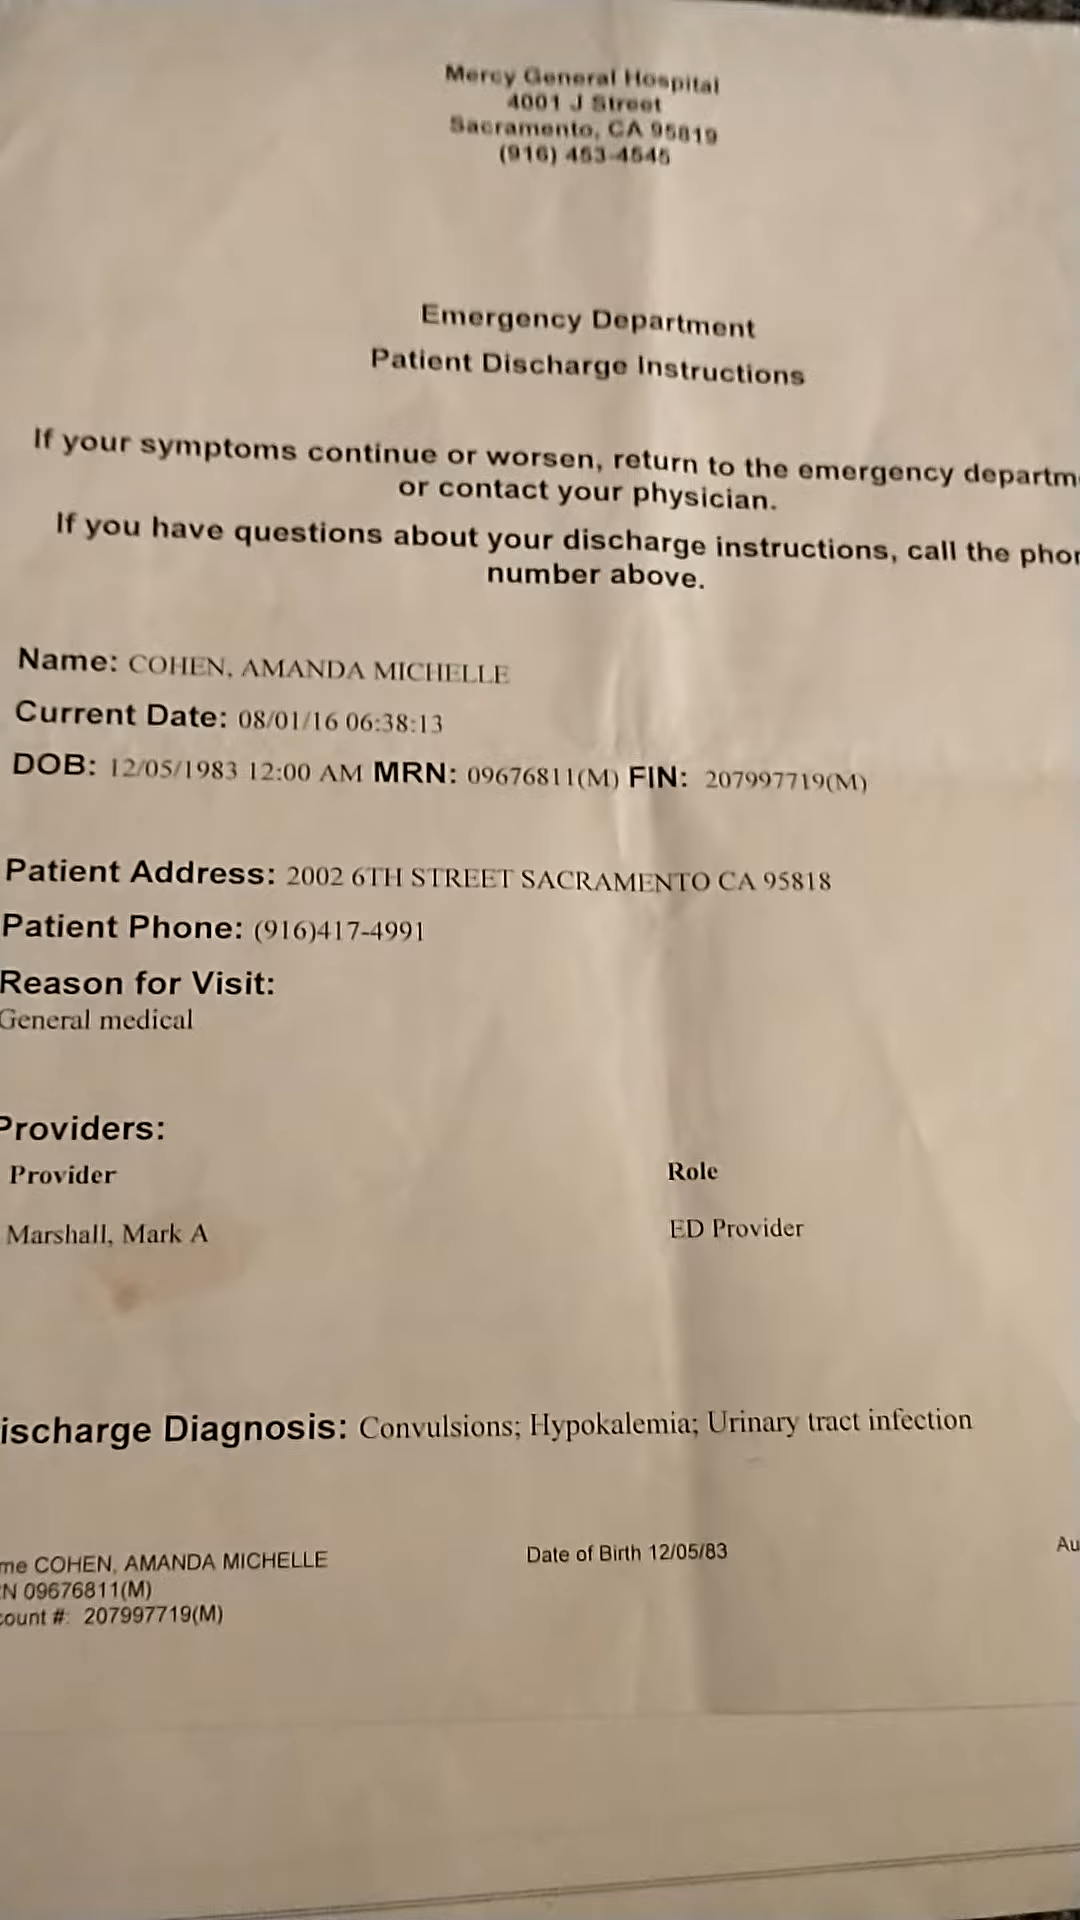 Mercy General Hospital
4001 J Street
Sacramento, CA 95819
(916) 453-4545
Emergency Department
Patient Discharge Instructions
If your symptoms continue or worsen, return to the emergency departm
or contact your physician.
If you have questions about your discharge instructions, call the phon
number above.
Name: COHEN, AMANDA MICHELLE
Current Date: 08/01/16 06:38:13
DOB: 12/05/1983 12:00 AM MRN: 09676811(M) FIN: 207997719(M)
Patient Address: 2002 6TH STREET SACRAMENTO CA 95818
Patient Phone: (916)417-4991
Reason for Visit:
General medical
Providers:
Provider Role
Marshall, Mark A ED Provider
ischarge Diagnosis: Convulsions; Hypokalemia; Urinary tract infection
me COHEN, AMANDA MICHELLE Date of Birth 12/05/83 Au
N 09676811(M)
count #: 207997719(M)